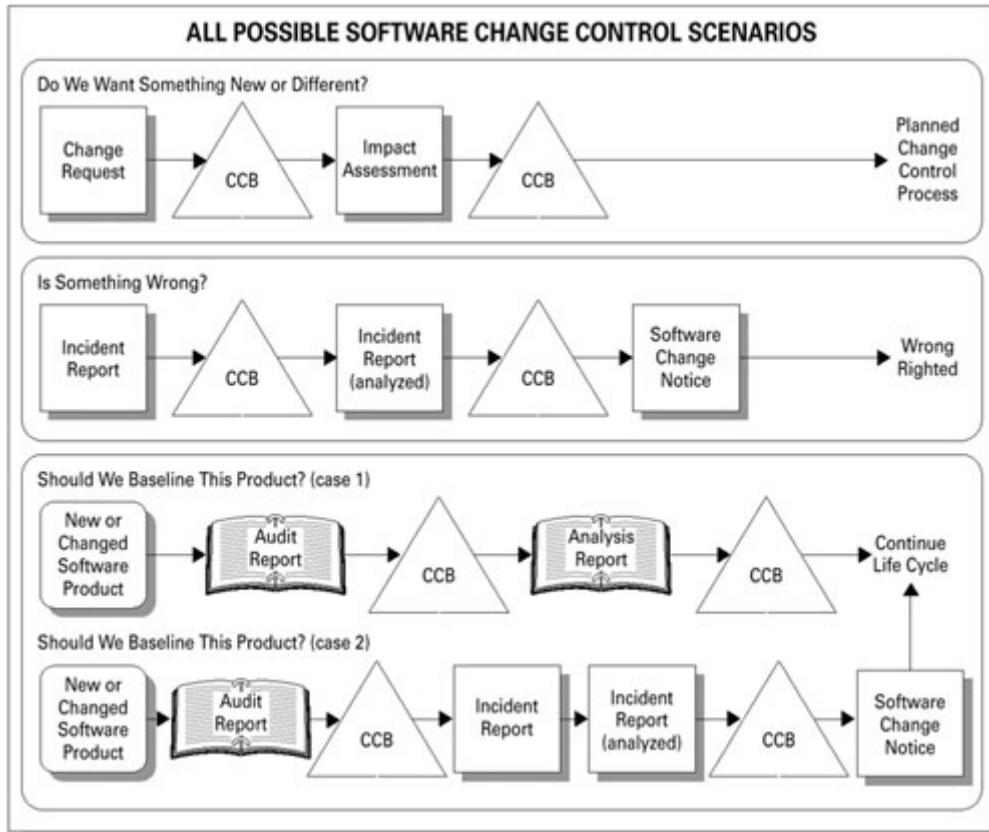 ALL POSSIBLE SOFTWARE CHANGE CONTROL SCENARIOS
Do We Want Something New or Different?
Change
Request
CCB
Impact
Assessment
CCB
Planned
Change
Control
Process
Is Something Wrong?
Incident
Report
CCB
Incident
Report
(analyzed)
CCB
Software
Change
Notice
Wrong
Righted
Should We Baseline This Product? (case 1)
New or
Changed
Software
Product
Audit
Report
CCB
Analysis
Report
CCB
Continue
Life Cycle
Should We Baseline This Product? (case 2)
New or
Changed
Software
Product
Audit
Report
CCB
Incident
Report
Incident
Report
(analyzed)
CCB
Software
Change
Notice